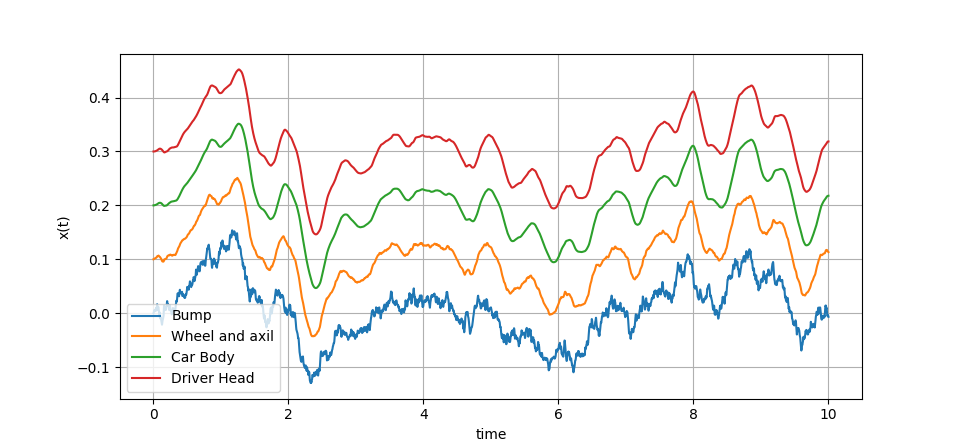 x(t)
0.4
0.3
0.2
0.1
0.0
−0.1
Bump
Wheel and axil
Car Body
Driver Head
0 2 4 6 8 10
time